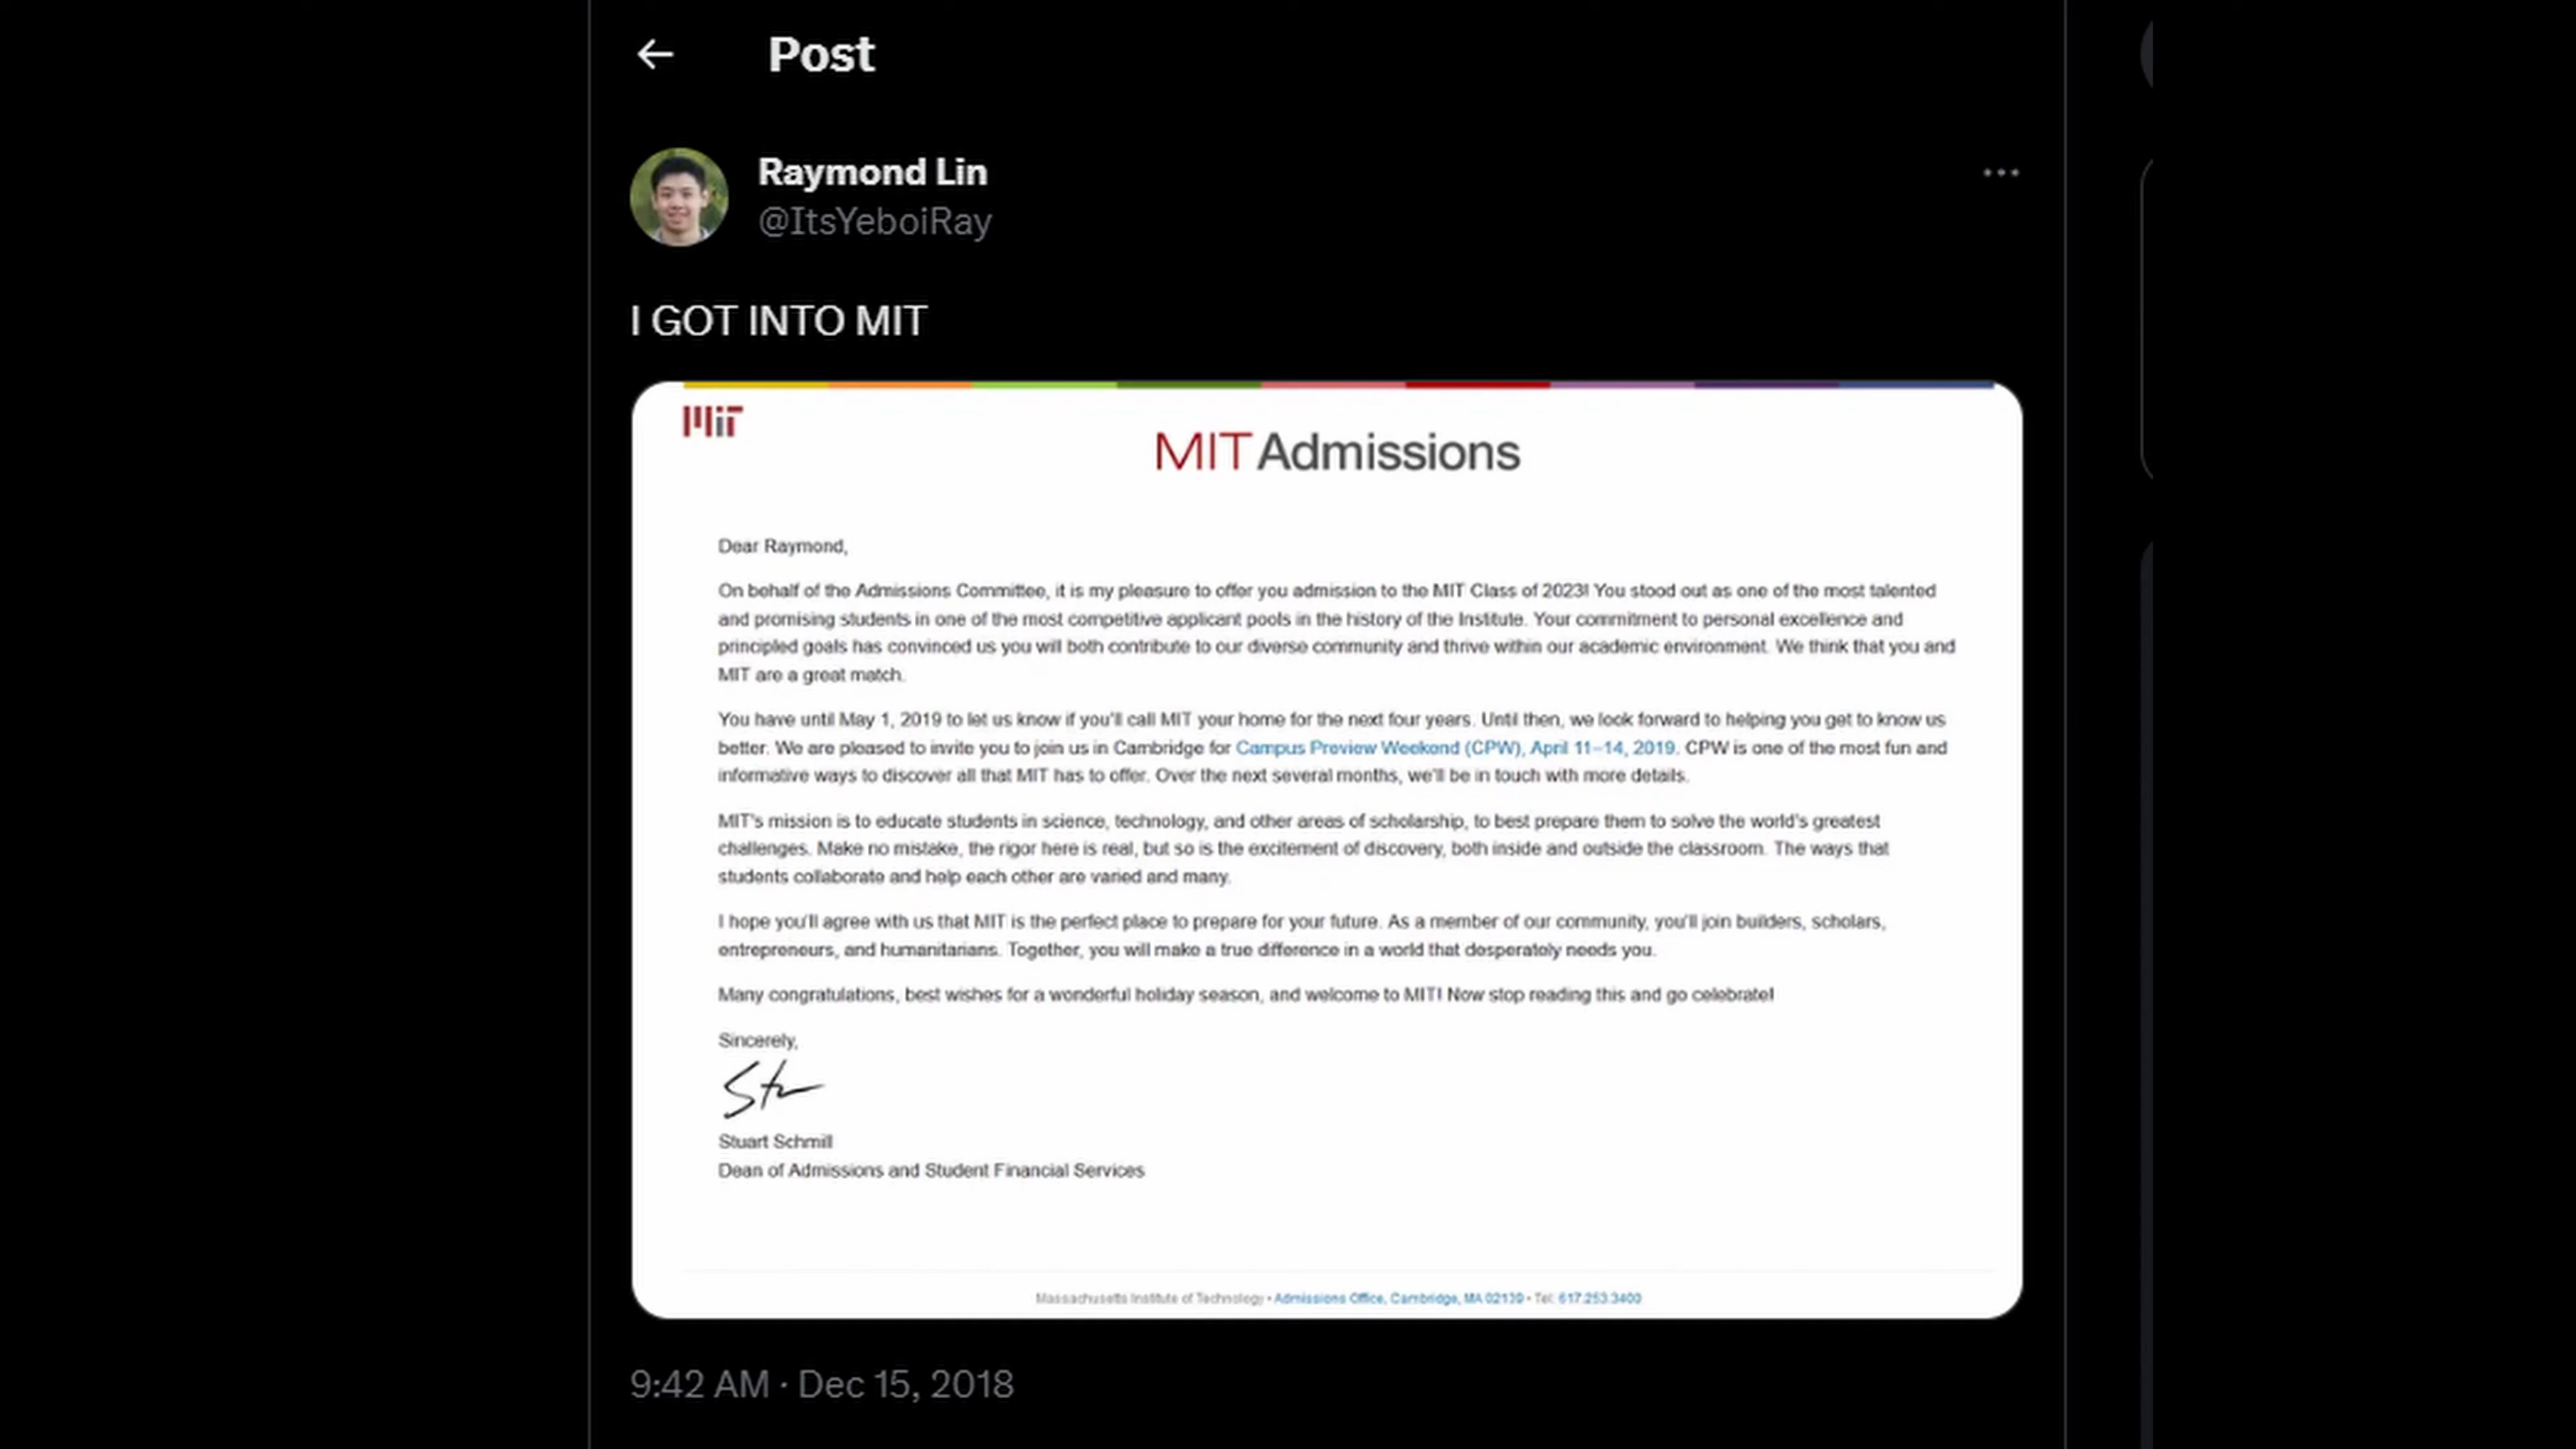 Post
Raymond Lin
@ItsYeboiRay
I GOT INTO MIT
MIT
MIT Admissions
Dear Raymond,
On behalf of the Admissions Committee, it is my pleasure to offer you admission to the MIT Class of 2023! You stood out as one of the most talented
and promising students in one of the most competitive applicant pools in the history of the Institute. Your commitment to personal excellence and
principled goals has convinced us you will both contribute to our diverse community and thrive within our academic environment. We think that you and
MIT are a great match.
You have until May 1, 2019 to let us know if you'll call MIT your home for the next four years. Until then, we look forward to helping you get to know us
better. We are pleased to invite you to join us in Cambridge for Campus Preview Weekend (CPW), April 11–14, 2019. CPW is one of the most fun and
informative ways to discover all that MIT has to offer. Over the next several months, we'll be in touch with more details.
MIT's mission is to educate students in science, technology, and other areas of scholarship, to best prepare them to solve the world's greatest
challenges. Make no mistake, the rigor here is real, but so is the excitement of discovery, both inside and outside the classroom. The ways that
students collaborate and help each other are varied and many.
I hope you'll agree with us that MIT is the perfect place to prepare for your future. As a member of our community, you'll join builders, scholars,
entrepreneurs, and humanitarians. Together, you will make a true difference in a world that desperately needs you.
Many congratulations, best wishes for a wonderful holiday season, and welcome to MIT! Now stop reading this and go celebrate!
Sincerely,
Stu
Stuart Schmill
Dean of Admissions and Student Financial Services
Massachusetts Institute of Technology • Admissions Office, Cambridge, MA 02139 • Tel: 617.253.3400
9:42 AM · Dec 15, 2018